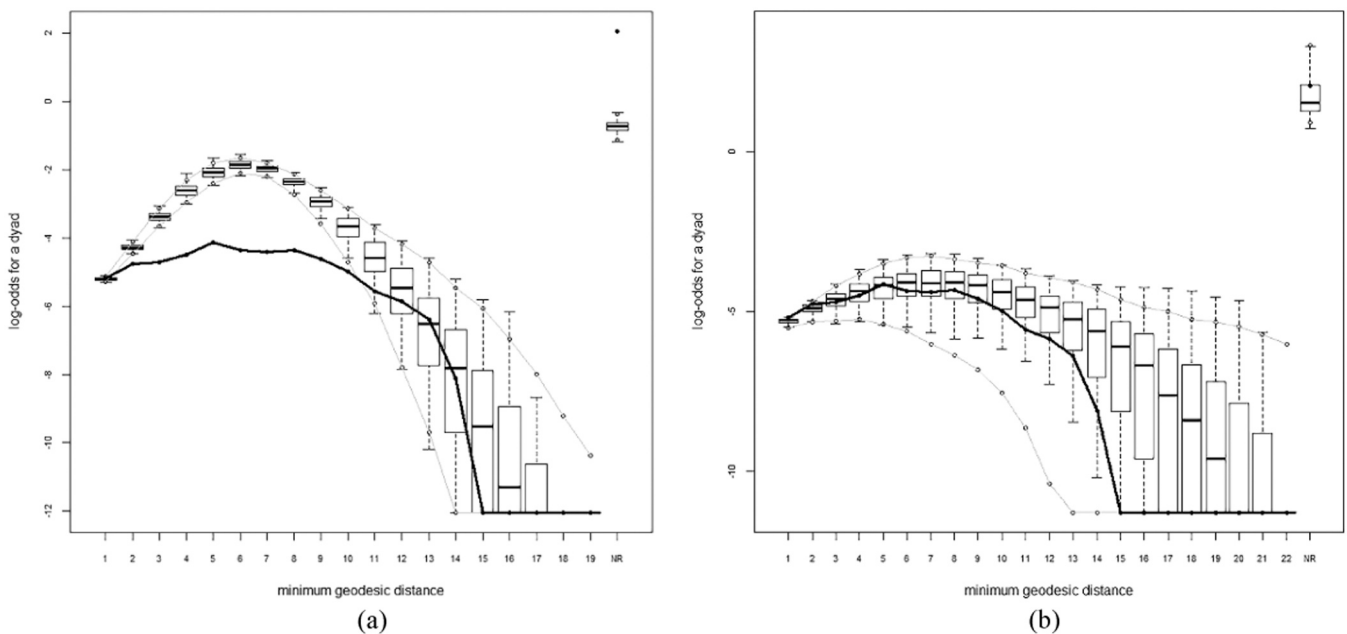 log-odds for a dyad
2
0
-2
-4
-6
-8
-10
-12
1 2 3 4 5 6 7 8 9 10 11 12 13 14 15 16 17 18 19 NR
minimum geodesic distance
(a)
log-odds for a dyad
0
-5
-10
1 2 3 4 5 6 7 8 9 10 11 12 13 14 15 16 17 18 19 20 21 22 NR
minimum geodesic distance
(b)